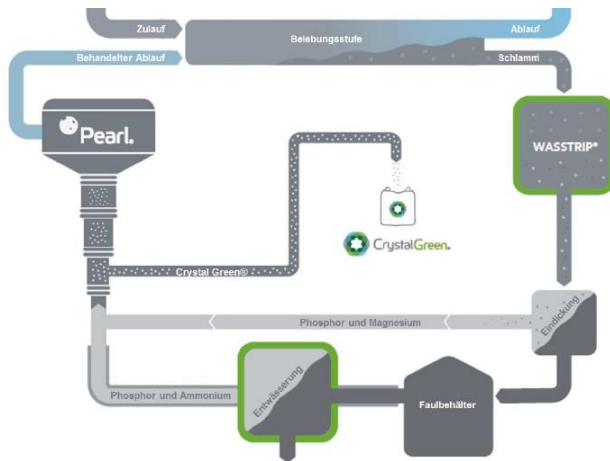 Zulauf
Belebungsstufe
Ablauf
Behandelter Ablauf
Schlamm
Pearl.
WASSTRIP®
CrystalGreen.
Crystal Green®
Eindickung
Phosphor und Magnesium
Entwässerung
Phosphor und Ammonium
Faulbehälter